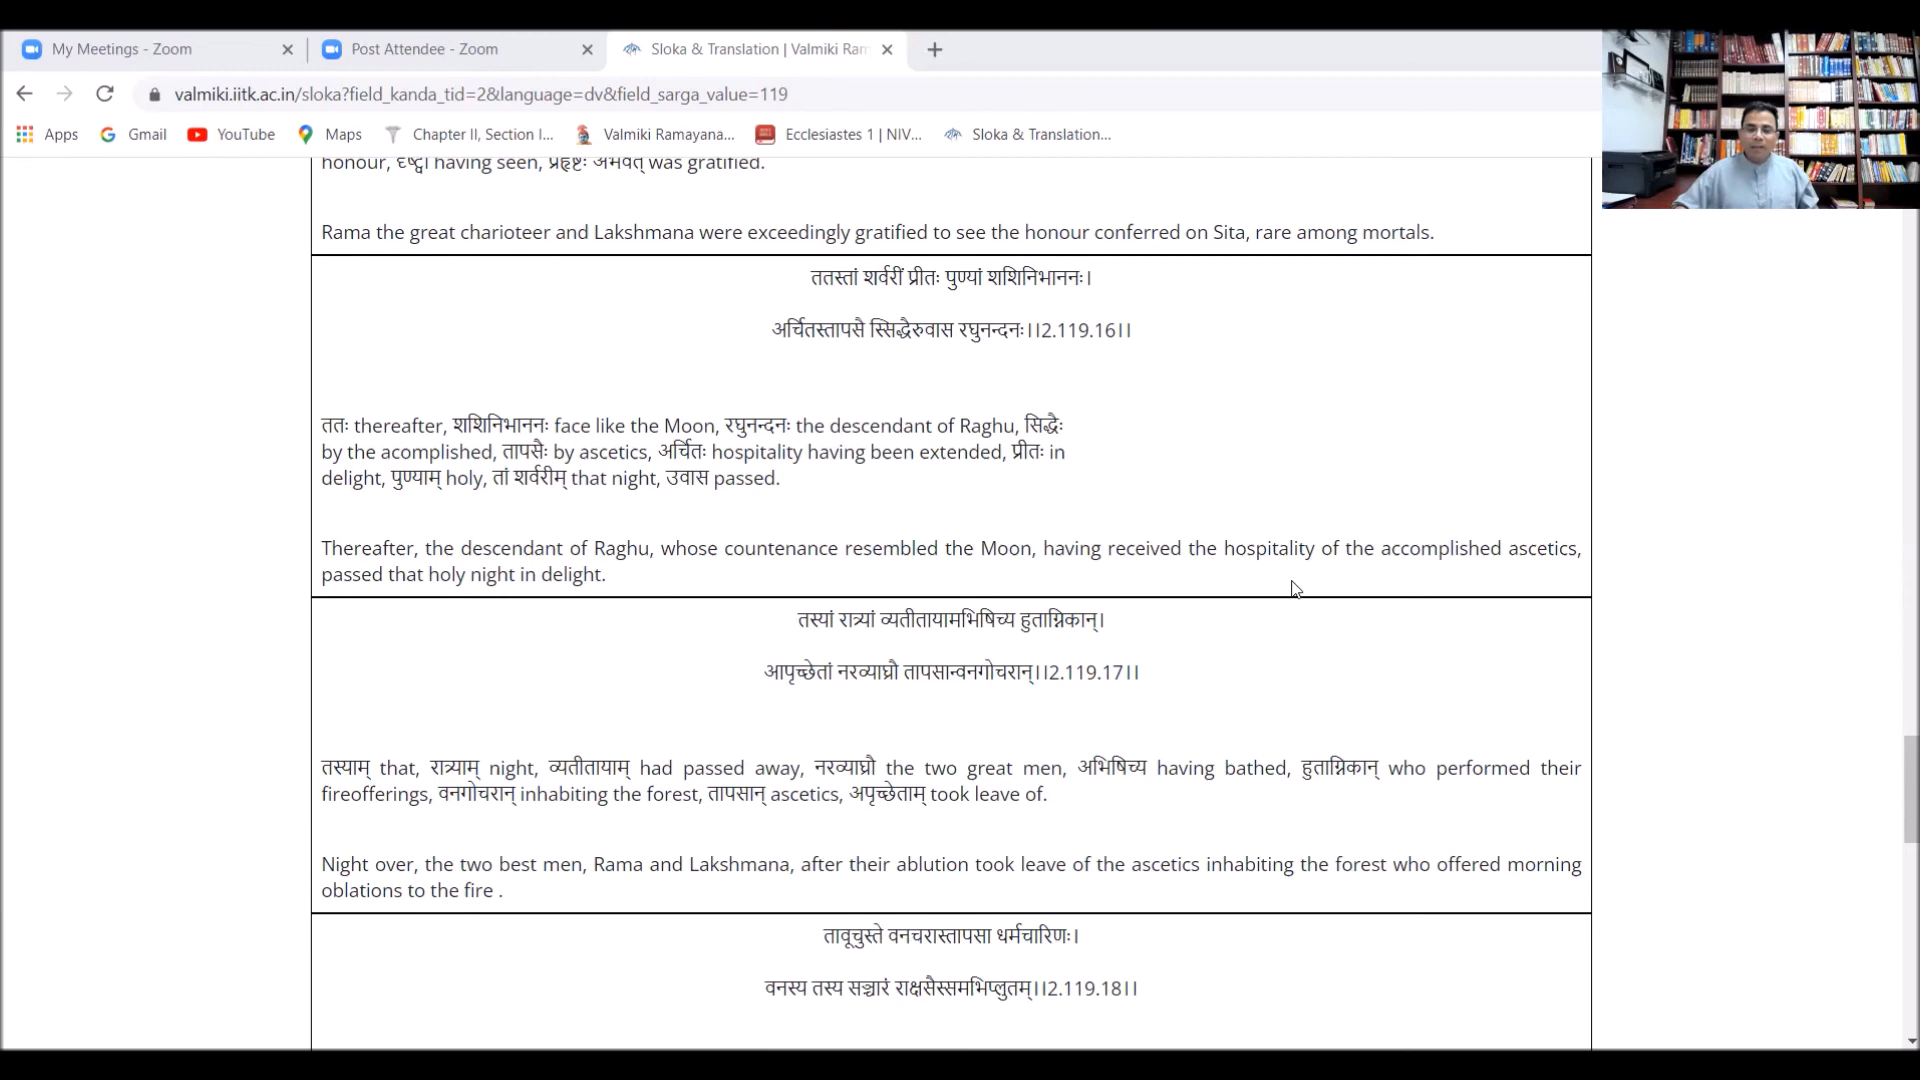 My Meetings - Zoom
Post Attendee - Zoom
Sloka & Translation | Valmiki Ram
valmiki.iitk.ac.in/sloka?field_kanda_tid=2&language=dv&field_sarga_value=119
Apps
Gmail
YouTube
Maps
Chapter II, Section I...
Valmiki Ramayana...
Ecclesiastes 1 | NIV...
Sloka & Translation...
honour, दृष्ट्वा having seen, प्रहृष्टः अभवत् was gratified.
Rama the great charioteer and Lakshmana were exceedingly gratified to see the honour conferred on Sita, rare among mortals.
ततस्तां शर्वरीं प्रीतः पुण्यां शशिनिभाननः।
अर्चितस्तापसै स्सिद्धैरुवास रघुनन्दनः।।2.119.16।।
ततः thereafter, शशिनिभाननः face like the Moon, रघुनन्दनः the descendant of Raghu, सिद्धैः
by the acomplished, तापसैः by ascetics, अर्चितः hospitality having been extended, प्रीतः in
delight, पुण्याम् holy, तां शर्वरीम् that night, उवास passed.
Thereafter, the descendant of Raghu, whose countenance resembled the Moon, having received the hospitality of the accomplished ascetics,
passed that holy night in delight.
तस्यां रात्र्यां व्यतीतायामभिषिच्य हुताग्निकान्।
आपृच्छेतां नरव्याघ्रौ तापसान्वनगोचरान्।।2.119.17।।
तस्याम् that, रात्र्याम् night, व्यतीतायाम् had passed away, नरव्याघ्रौ the two great men, अभिषिच्य having bathed, हुताग्निकान् who performed their
fireofferings, वनगोचरान् inhabiting the forest, तापसान् ascetics, अपृच्छेताम् took leave of.
Night over, the two best men, Rama and Lakshmana, after their ablution took leave of the ascetics inhabiting the forest who offered morning
oblations to the fire .
तावूचुस्ते वनचरास्तापसा धर्मचारिणः।
वनस्य तस्य सञ्चारं राक्षसैस्समभिप्लुतम्।।2.119.18।।